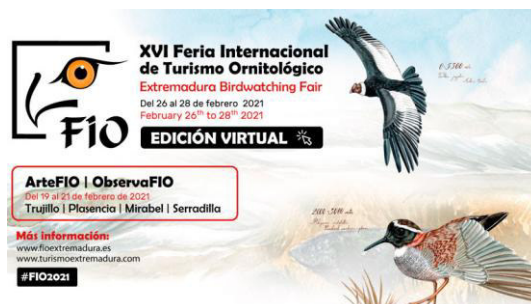 XVI Feria Internacional
de Turismo Ornitológico
Extremadura Birdwatching Fair
Del 26 al 28 de febrero 2021
February 26th to 28th 2021
EDICIÓN VIRTUAL
FIO
ArteFIO | ObservaFIO
Del 19 al 21 de febrero de 2021
Trujillo | Plasencia | Mirabel | Serradilla
Más información:
www.fioextremadura.es
www.turismoextremadura.com
#FIO2021